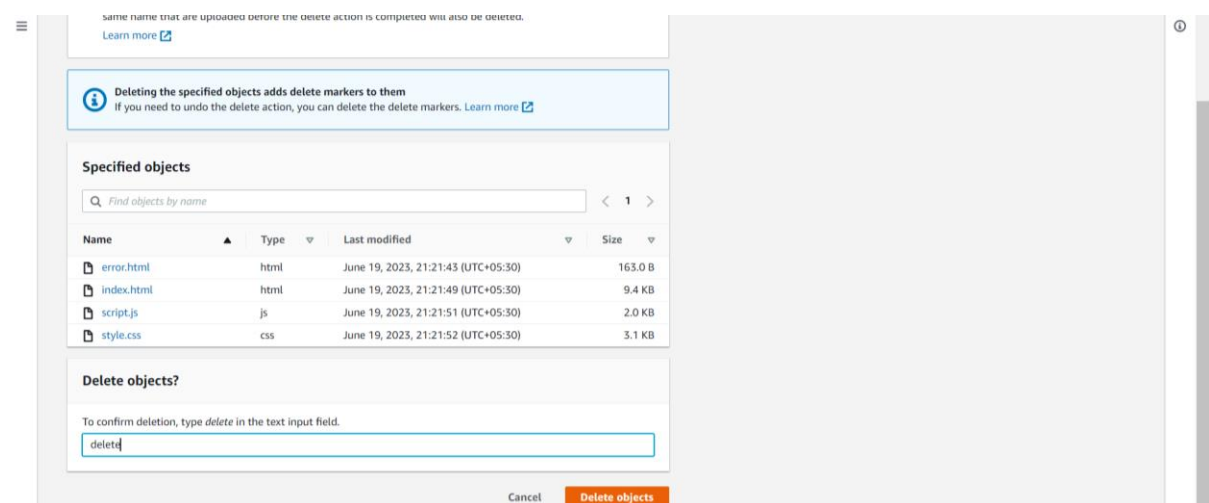 same name that are uploaded before the delete action is completed will also be deleted.
Learn more
Deleting the specified objects adds delete markers to them
If you need to undo the delete action, you can delete the delete markers. Learn more
Specified objects
Find objects by name
1
Name Type Last modified Size
error.html html June 19, 2023, 21:21:43 (UTC+05:30) 163.0 B
index.html html June 19, 2023, 21:21:49 (UTC+05:30) 9.4 KB
script.js js June 19, 2023, 21:21:51 (UTC+05:30) 2.0 KB
style.css css June 19, 2023, 21:21:52 (UTC+05:30) 3.1 KB
Delete objects?
To confirm deletion, type delete in the text input field.
delete
Cancel Delete objects